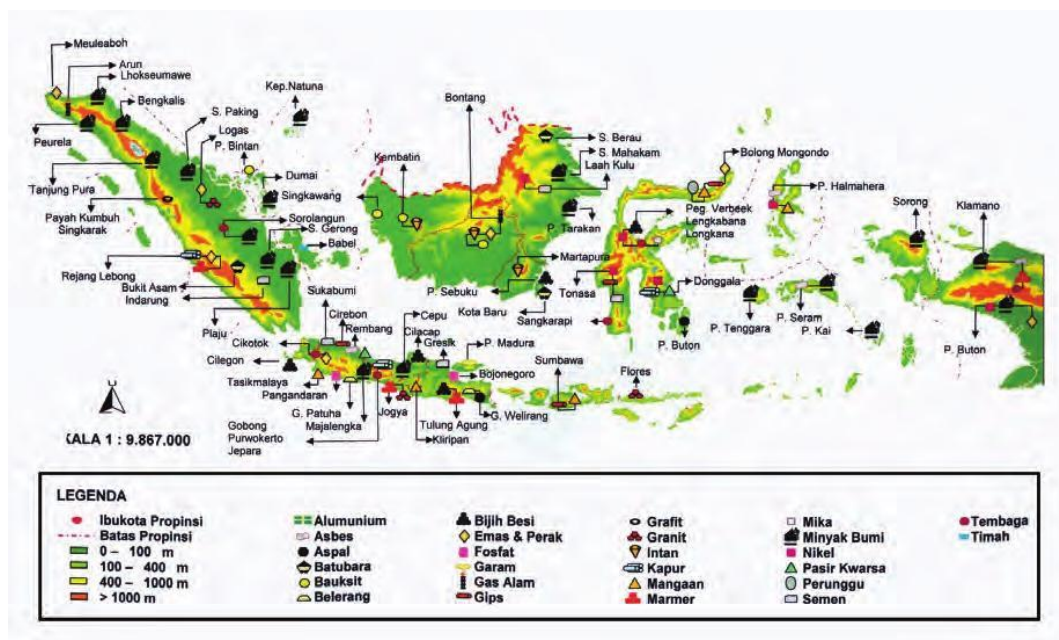 Meuleaboh
Arun
Lhokseumawe
Bengkalis
S. Paking
Logas
P. Bintan
Kep.Natuna
Peurela
Tanjung Pura
Dumai
Singkawang
Payah Kumbuh
Singkarak
Sorolangun
S. Gerong
Babel
Rejang Lebong
Bukit Asam
Indarung
Plaju
Kembatin
Bontang
S. Berau
S. Mahakam
Laah Kulu
P. Tarakan
Martapura
P. Sebuku
Kota Baru
Bolong Mongondo
P. Halmahera
Peg. Verbeek
Lengkabana
Longkana
Tonasa
Donggala
Sangkarapi
P. Buton
P. Tenggara
P. Seram
P. Kai
Sorong
Klamano
P. Buton
Sukabumi
Cirebon
Rembang
Cepu
Cilacap
Gresik
P. Madura
Cikotok
Cilegon
Tasikmalaya
Pangandaran
G. Patuha
Majalengka
Gobong
Purwokerto
Jepara
Jogya
Kliripan
Tulung Agung
Bojonegoro
G. Welirang
Sumbawa
Flores
KALA 1 : 9.867.000
LEGENDA
Ibukota Propinsi
Batas Propinsi
0 – 100 m
100 – 400 m
400 – 1000 m
> 1000 m
Alumunium
Asbes
Aspal
Batubara
Bauksit
Belerang
Bijih Besi
Emas & Perak
Fosfat
Garam
Gas Alam
Gips
Grafit
Granit
Intan
Kapur
Mangaan
Marmer
Mika
Minyak Bumi
Nikel
Pasir Kwarsa
Perunggu
Semen
Tembaga
Timah